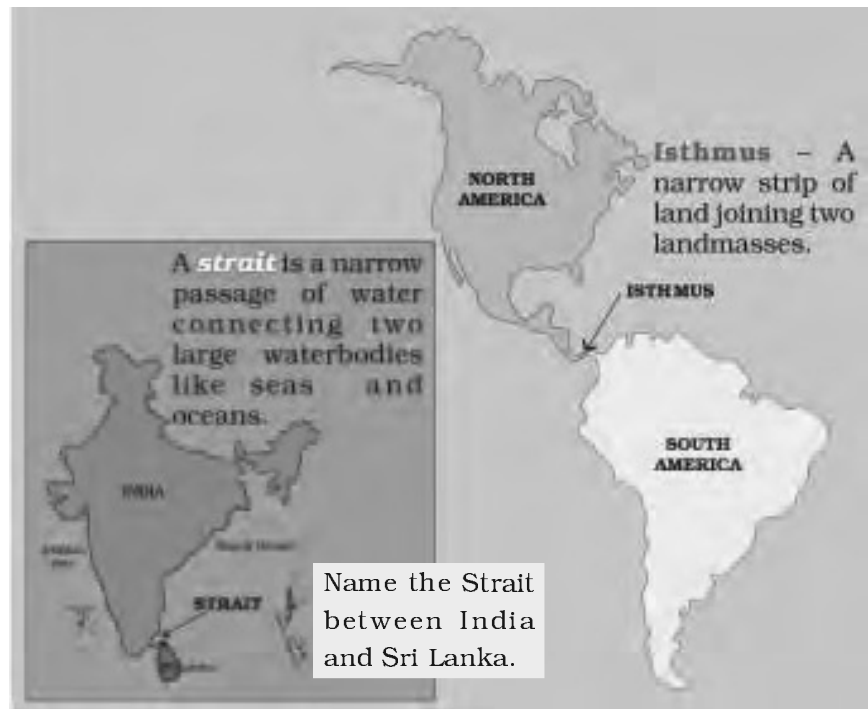 NORTH
AMERICA
Isthmus – A
narrow strip of
land joining two
landmasses.
ISTHMUS
SOUTH
AMERICA
A strait is a narrow
passage of water
connecting two
large waterbodies
like seas and
oceans.
INDIA
STRAIT
Name the Strait
between India
and Sri Lanka.